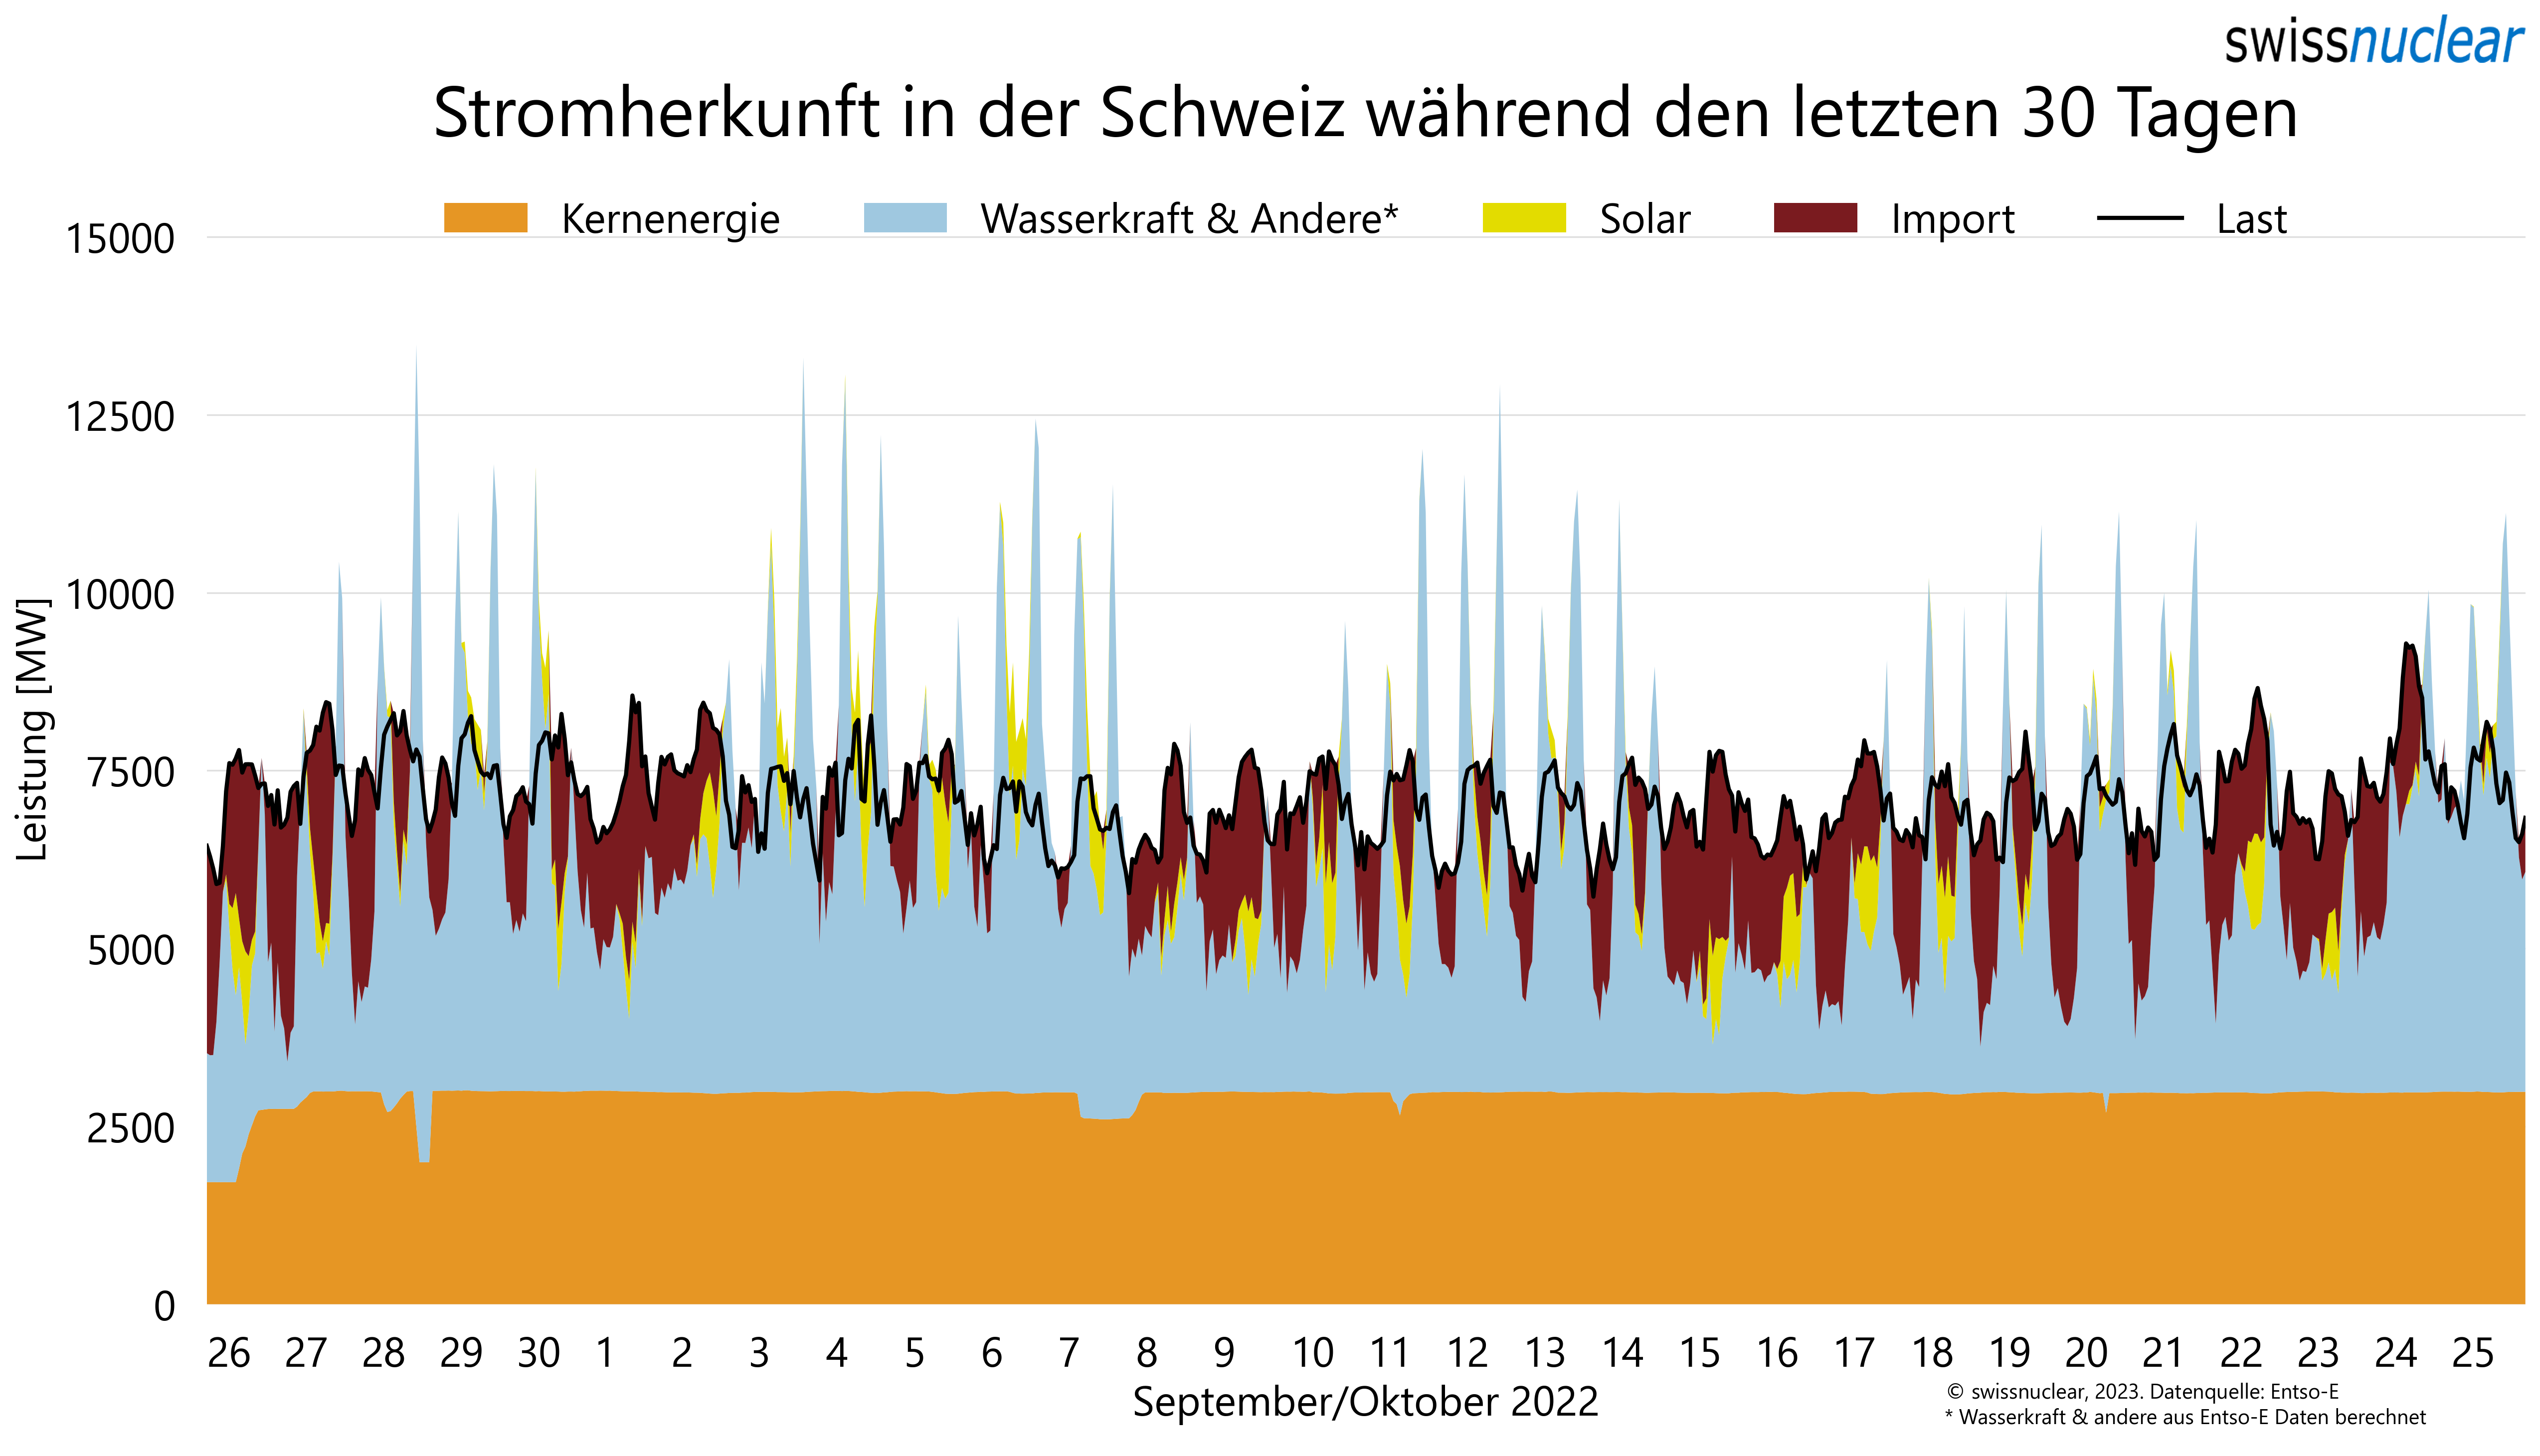 swissnuclear
Stromherkunft in der Schweiz während den letzten 30 Tagen
Kernenergie Wasserkraft & Andere* Solar Import Last
15000
12500
10000
7500
5000
2500
0
Leistung [MW]
26 27 28 29 30 1 2 3 4 5 6 7 8 9 10 11 12 13 14 15 16 17 18 19 20 21 22 23 24 25
September/Oktober 2022
© swissnuclear, 2023. Datenquelle: Entso-E
* Wasserkraft & andere aus Entso-E Daten berechnet